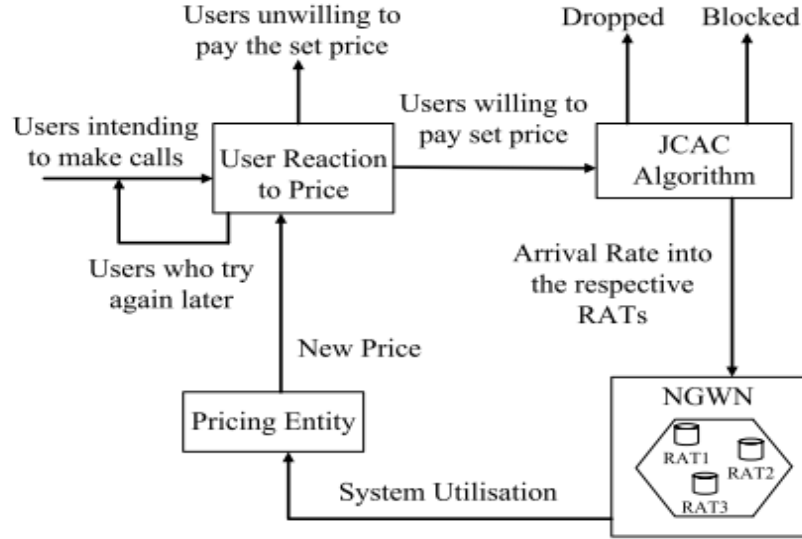 Users unwilling to
pay the set price
Dropped
Blocked
Users willing to
pay set price
Users intending
to make calls
User Reaction
to Price
JCAC
Algorithm
Users who try
again later
Arrival Rate into
the respective
RATs
New Price
Pricing Entity
NGWN
RAT1
RAT2
RAT3
System Utilisation